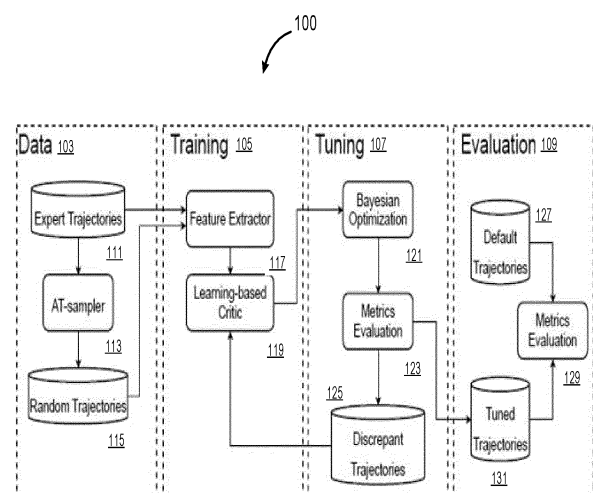 100
Data 103
Expert Trajectories
111
AT-sampler
113
Random Trajectories
115
Training 105
Feature Extractor
117
Learning-based
Critic
119
Tuning 107
Bayesian
Optimization
121
Metrics
Evaluation
123
125
Discrepant
Trajectories
Evaluation 109
127
Default
Trajectories
Metrics
Evaluation
129
Tuned
Trajectories
131